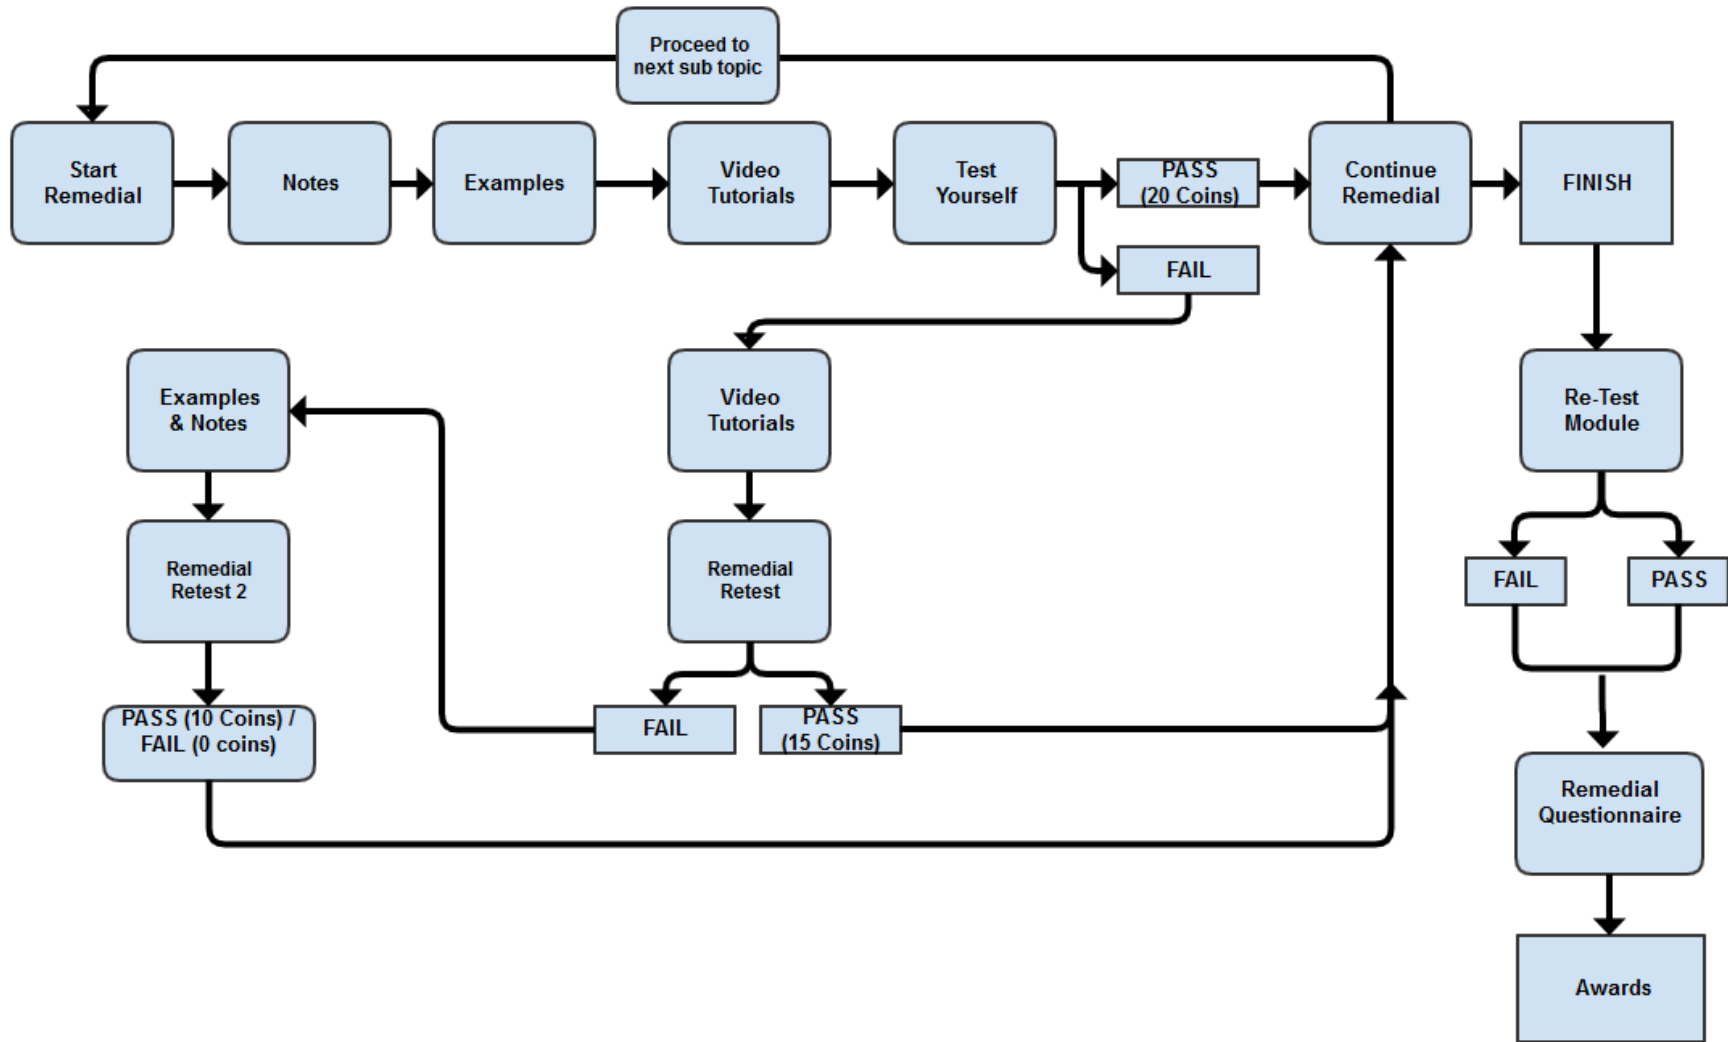 Proceed to
next sub topic
Start
Remedial
Notes
Examples
Video
Tutorials
Test
Yourself
PASS
(20 Coins)
Continue
Remedial
FINISH
FAIL
Examples
& Notes
Video
Tutorials
Re-Test
Module
Remedial
Retest 2
Remedial
Retest
FAIL
PASS
PASS (10 Coins) /
FAIL (0 coins)
FAIL
PASS
(15 Coins)
Remedial
Questionnaire
Awards